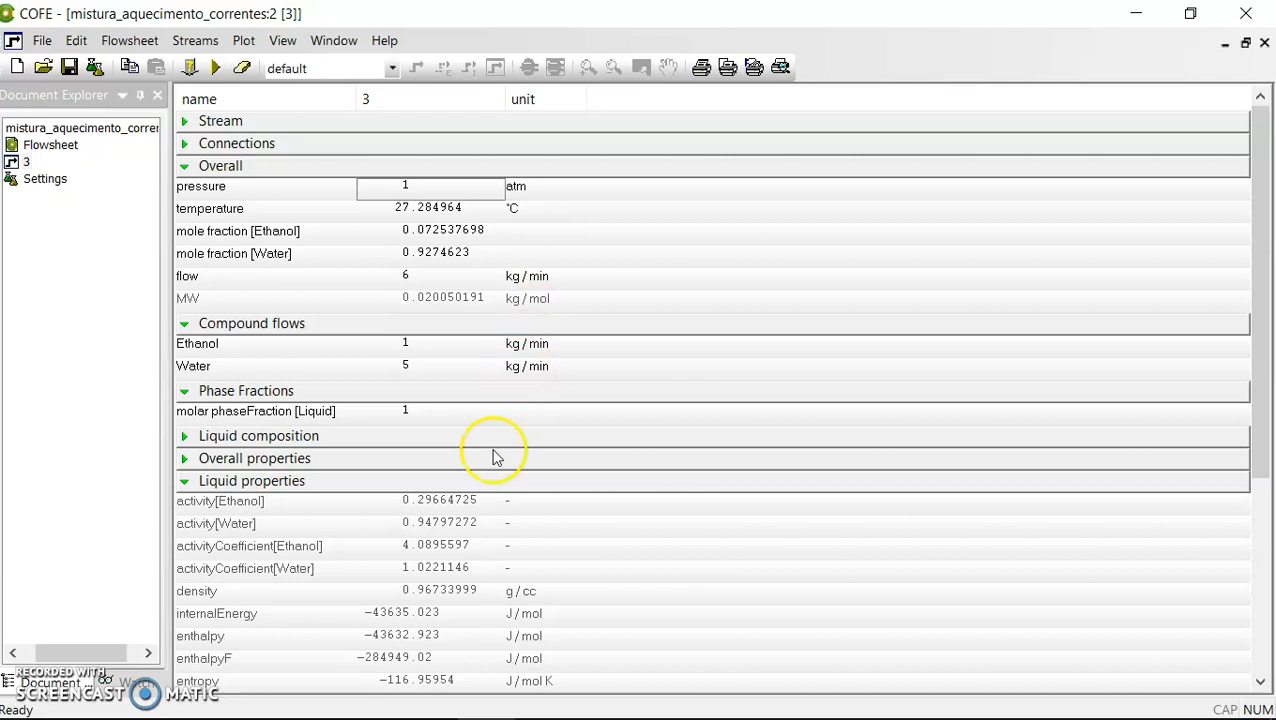 COFE - [mistura_aquecimento_correntes:2 [3]]
File Edit Flowsheet Streams Plot View Window Help
default
Document Explorer
name 3 unit
Stream
mistura_aquecimento_corren
Flowsheet
Connections
3
Overall
Settings
pressure 1 atm
temperature 27.284964 °C
mole fraction [Ethanol] 0.072537698
mole fraction [Water] 0.9274623
flow 6 kg/min
MW 0.020050191 kg/mol
Compound flows
Ethanol 1 kg/min
Water 5 kg/min
Phase Fractions
molar phaseFraction [Liquid] 1
Liquid composition
Overall properties
Liquid properties
activity[Ethanol] 0.29664725 -
activity[Water] 0.94797272 -
activityCoefficient[Ethanol] 4.0895597 -
activityCoefficient[Water] 1.0221146 -
density 0.96733999 g/cc
internalEnergy -43635.023 J/mol
enthalpy -43632.923 J/mol
enthalpyF -284949.02 J/mol
entropy -116.95954 J/mol K
RECORDED WITH
SCREENCAST MATIC
Document ...
Ready CAP NUM